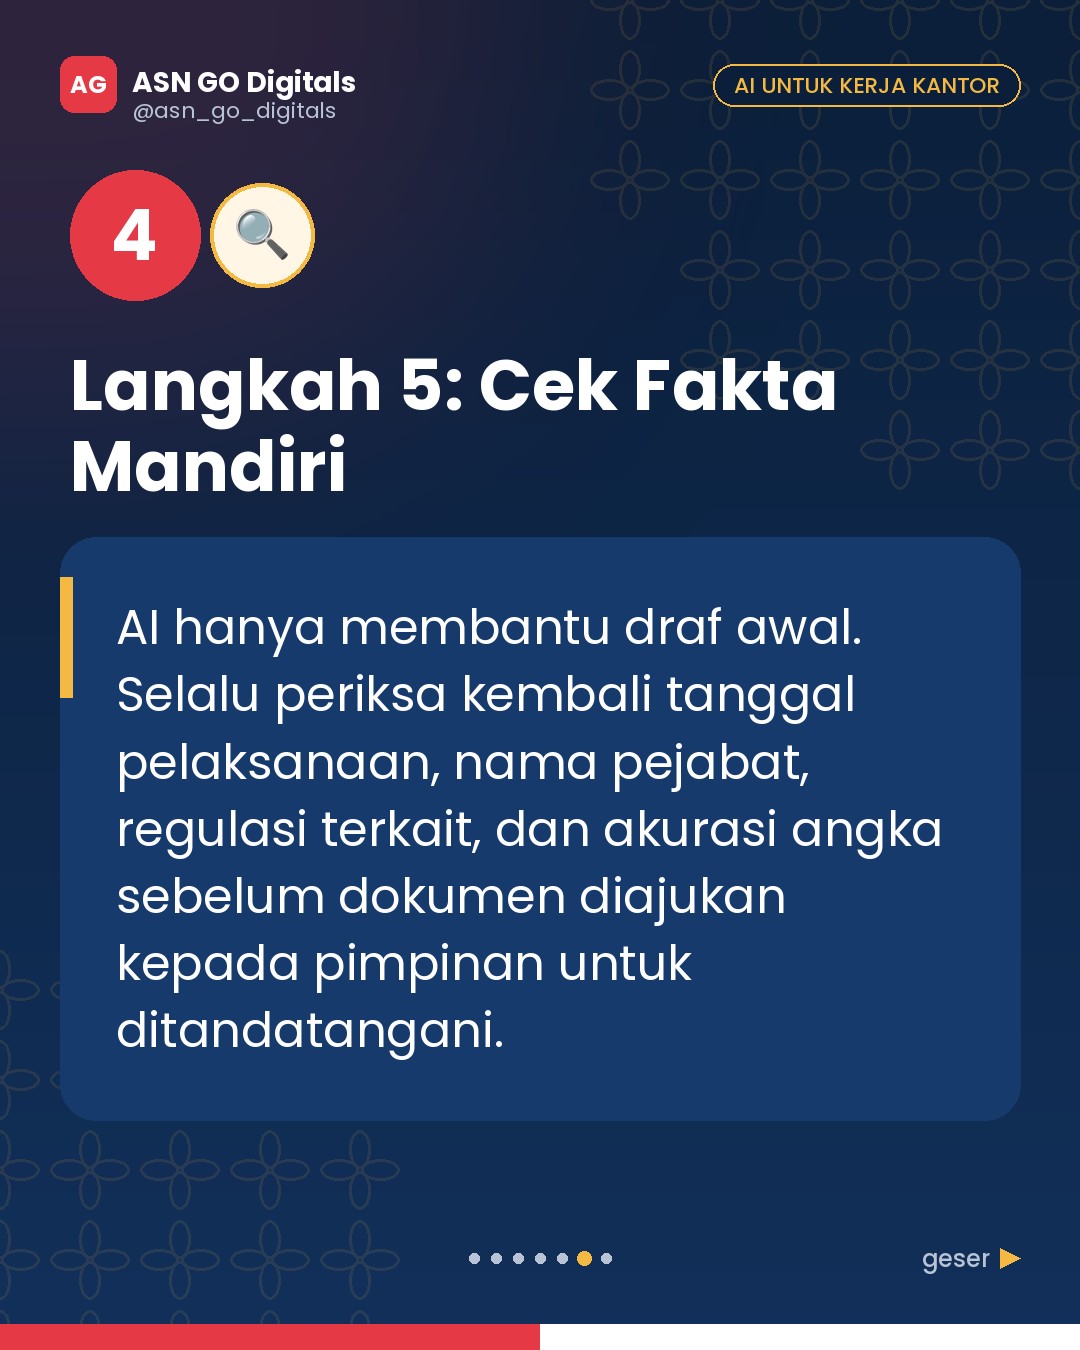 AG
ASN GO Digitals
@asn_go_digitals
AI UNTUK KERJA KANTOR
4
Langkah 5: Cek Fakta
Mandiri
AI hanya membantu draf awal.
Selalu periksa kembali tanggal
pelaksanaan, nama pejabat,
regulasi terkait, dan akurasi angka
sebelum dokumen diajukan
kepada pimpinan untuk
ditandatangani.
geser